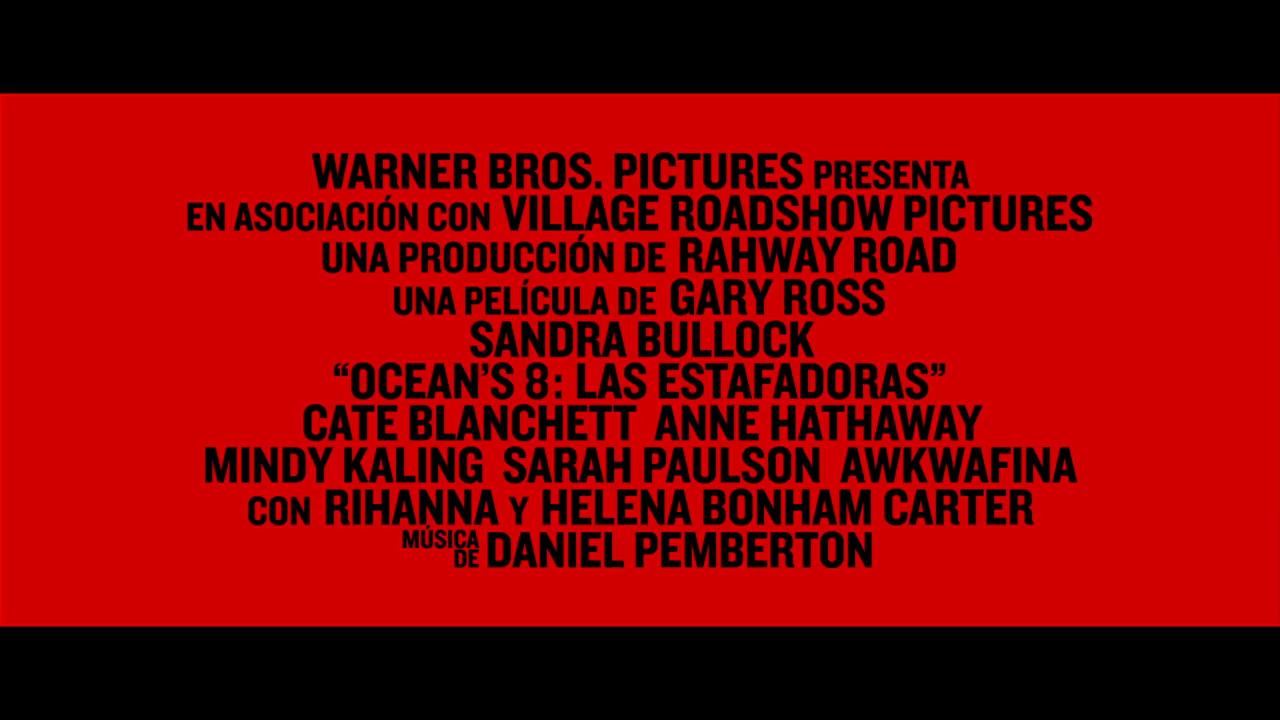 WARNER BROS. PICTURES PRESENTA
EN ASOCIACIÓN CON VILLAGE ROADSHOW PICTURES
UNA PRODUCCIÓN DE RAHWAY ROAD
UNA PELÍCULA DE GARY ROSS
SANDRA BULLOCK
“OCEAN’S 8: LAS ESTAFADORAS”
CATE BLANCHETT ANNE HATHAWAY
MINDY KALING SARAH PAULSON AWKWAFINA
CON RIHANNA Y HELENA BONHAM CARTER
MÚSICA DE DANIEL PEMBERTON